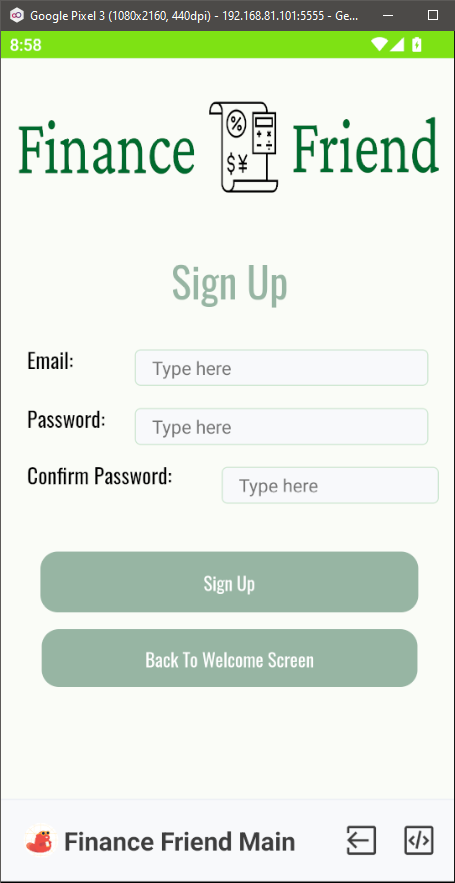 Google Pixel 3 (1080x2160, 440dpi) - 192.168.81.101:5555 - Ge...
8:58
Finance Friend
% $ ¥
Sign Up
Email: Type here
Password: Type here
Confirm Password: Type here
Sign Up
Back To Welcome Screen
Finance Friend Main